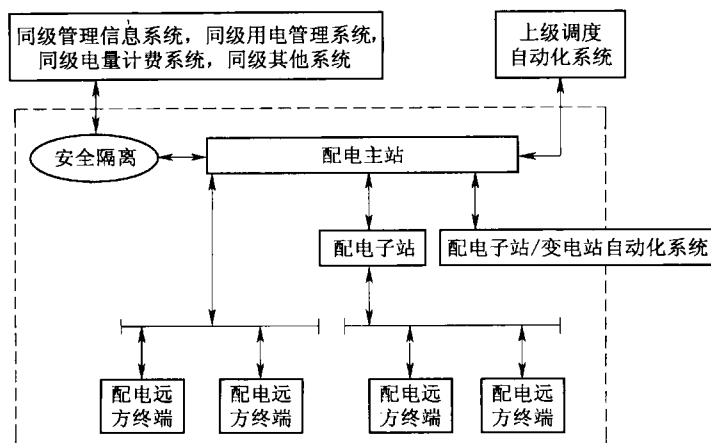 同级管理信息系统，同级用电管理系统，
同级电量计费系统，同级其他系统
上级调度
自动化系统
安全隔离
配电主站
配电子站
配电子站/变电站自动化系统
配电远
方终端
配电远
方终端
配电远
方终端
配电远
方终端